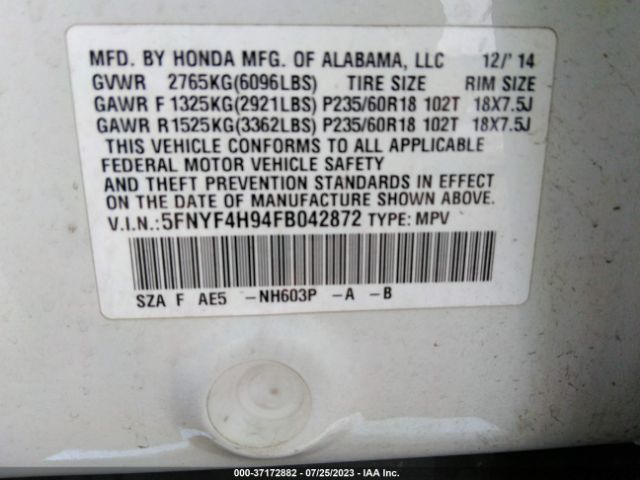 MFD. BY HONDA MFG. OF ALABAMA, LLC 12/'14
GVWR 2765KG(6096LBS) TIRE SIZE RIM SIZE
GAWR F1325KG(2921LBS) P235/60R18 102T 18X7.5J
GAWR R1525KG(3362LBS) P235/60R18 102T 18X7.5J
THIS VEHICLE CONFORMS TO ALL APPLICABLE
FEDERAL MOTOR VEHICLE SAFETY
AND THEFT PREVENTION STANDARDS IN EFFECT
ON THE DATE OF MANUFACTURE SHOWN ABOVE.
V.I.N.:5FNYF4H94FB042872 TYPE: MPV
SZA F AE5 -NH603P -A -B
000-37172882 - 07/25/2023 - IAA Inc.